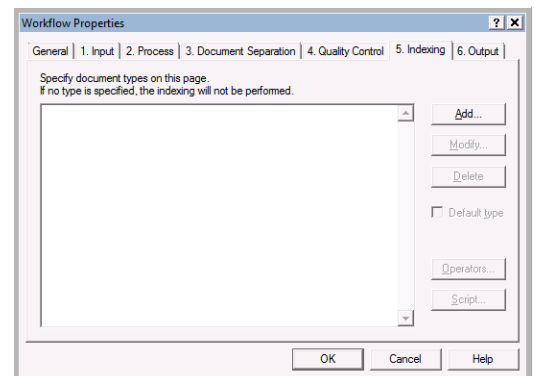 Workflow Properties
General 1. Input 2. Process 3. Document Separation 4. Quality Control 5. Indexing 6. Output
Specify document types on this page.
If no type is specified, the indexing will not be performed.
Add...
Modify...
Delete
Default type
Operators...
Script...
OK Cancel Help